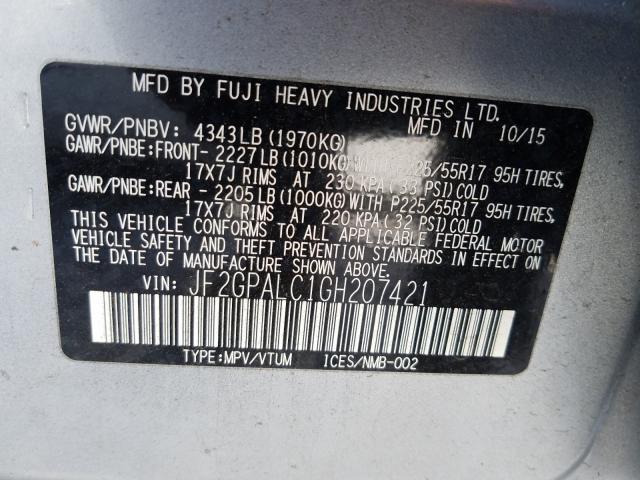 MFD BY FUJI HEAVY INDUSTRIES LTD.
MFD IN 10/15
GVWR/PNBV: 4343LB (1970KG)
GAWR/PNBE:FRONT- 2227LB (1010KG) WITH P225/55R17 95H TIRES,
17X7J RIMS AT 230 KPA (33 PSI) COLD
GAWR/PNBE:REAR - 2205LB (1000KG) WITH P225/55R17 95H TIRES,
17X7J RIMS AT 220 KPA (32 PSI) COLD
THIS VEHICLE CONFORMS TO ALL APPLICABLE FEDERAL MOTOR
VEHICLE SAFETY AND THEFT PREVENTION STANDARDS IN EFFECT ON
THE DATE OF MANUFACTURE SHOWN ABOVE.
VIN: JF2GPALC1GH207421
TYPE:MPV/VTUM ICES/NMB-002